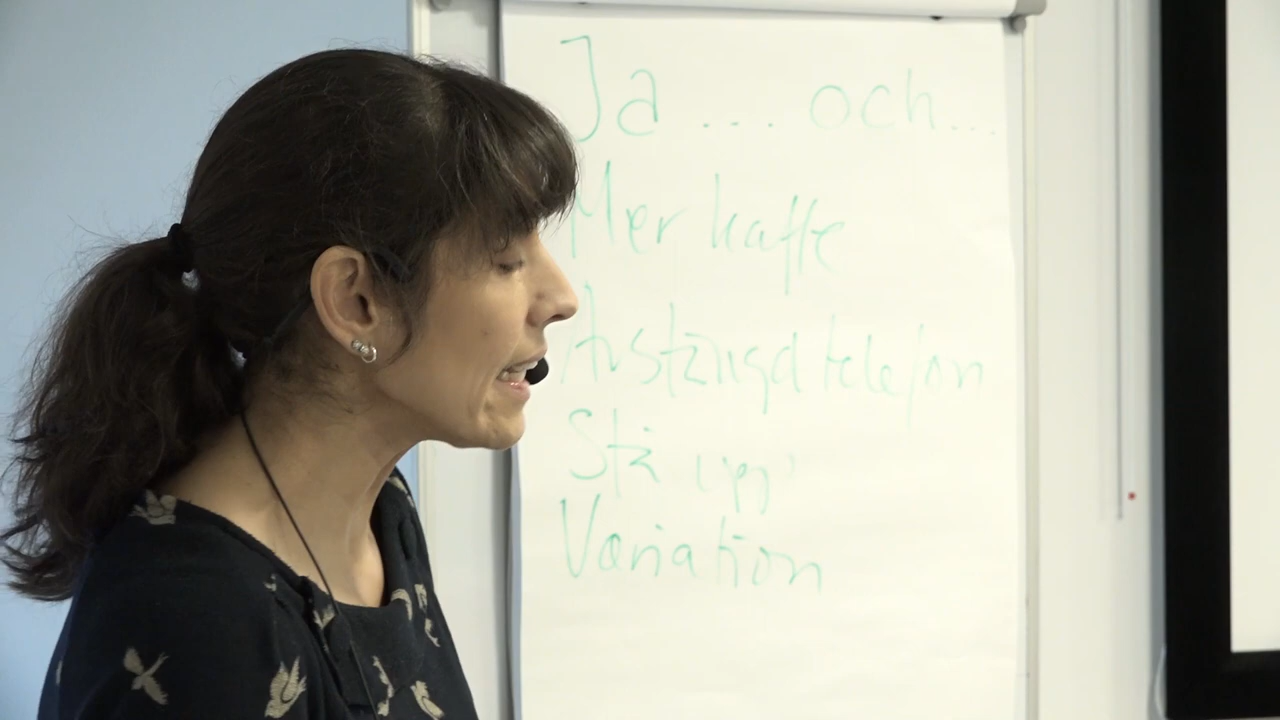 Ja ... och ...
Mer kaffe
Avstängd telefon
Stå upp
Variation